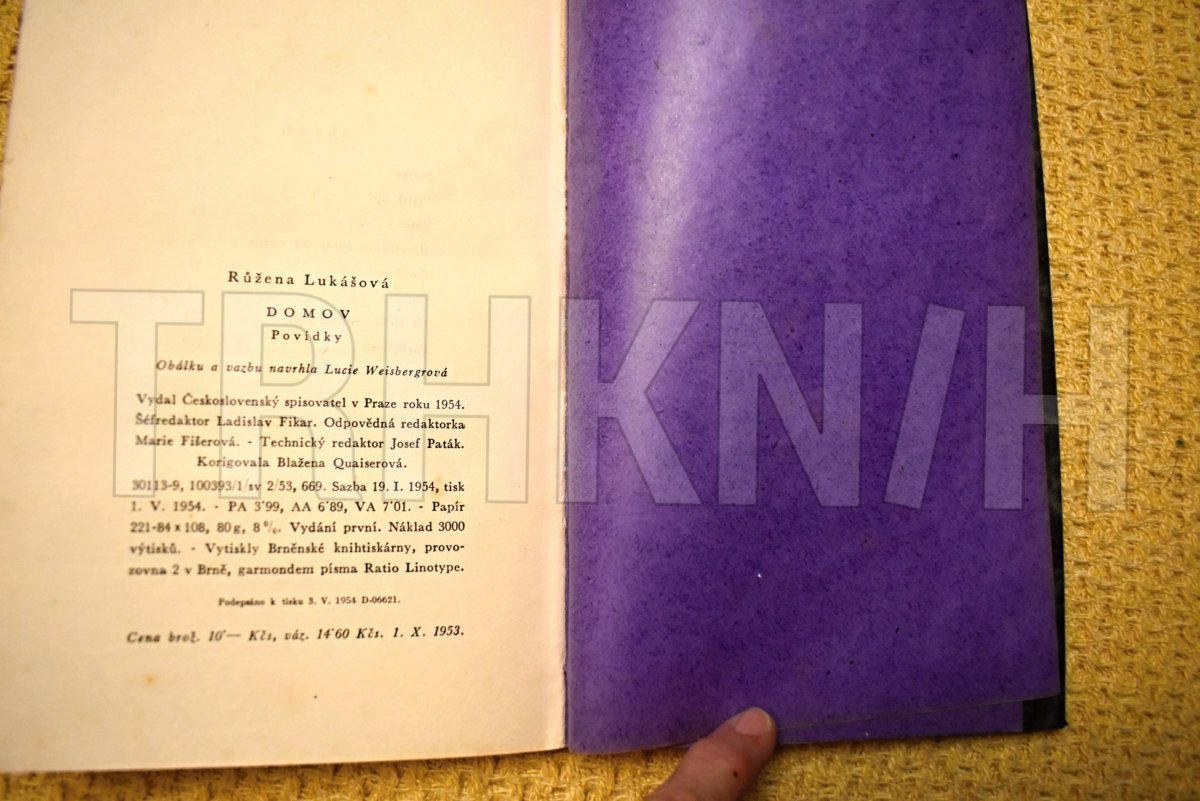 Růžena Lukášová
DOMOV
Povídky
Obálku a vazbu navrhla Lucie Weisbergrová
Vydal Československý spisovatel v Praze roku 1954.
Šéfredaktor Ladislav Fikar. Odpovědná redaktorka
Marie Fišerová. - Technický redaktor Josef Paták.
Korigovala Blažena Quaiserová.
30113-9, 100393/1/sv 2/53, 669. Sazba 19. I. 1954, tisk
1. V. 1954. - PA 3'99, AA 6'89, VA 7'01. - Papír
221-84 x 108, 80g, 8%. Vydání první. Náklad 3000
výtisků. - Vytiskly Brněnské knihtiskárny, provo-
zovna 2 v Brně, garmondem písma Ratio Linotype.
Podepsáno k tisku 3. V. 1954 D-06621.
Cena brož. 10'— Kčs, váz. 14'60 Kčs. 1. X. 1953.
TRHKN/H